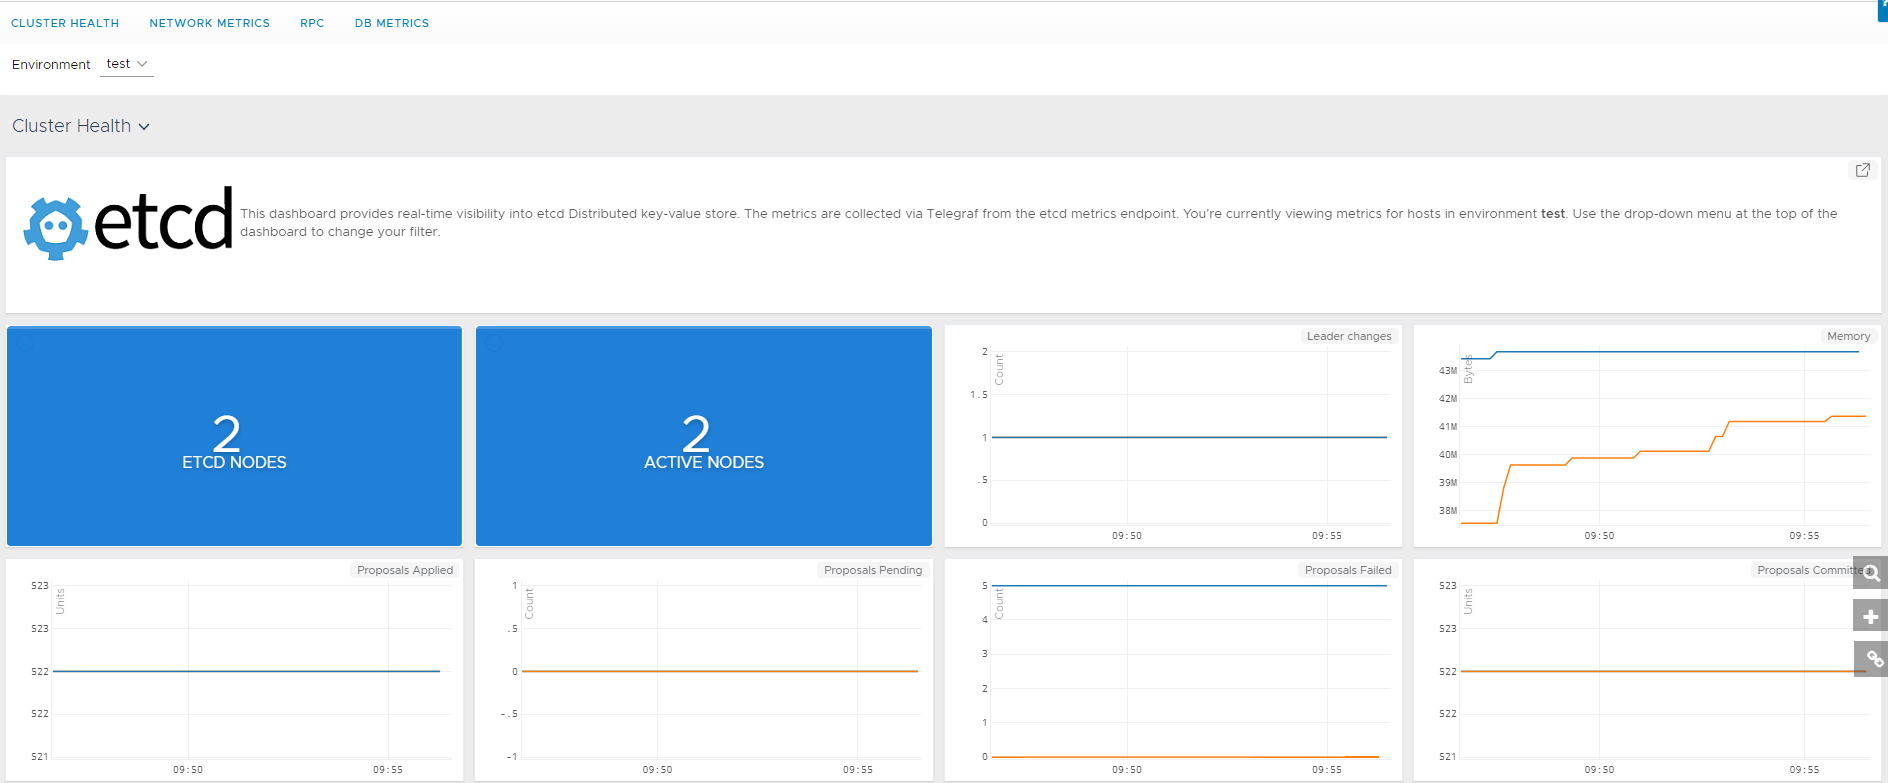 CLUSTER HEALTH NETWORK METRICS RPC DB METRICS
Environment test
Cluster Health
etcd
This dashboard provides real-time visibility into etcd Distributed key-value store. The metrics are collected via Telegraf from the etcd metrics endpoint. You're currently viewing metrics for hosts in environment test. Use the drop-down menu at the top of the
dashboard to change your filter.
2
ETCD NODES
2
ACTIVE NODES
Leader changes
Count
2
1.5
1
.5
0
09:50 09:55
Memory
Bytes
43M
42M
41M
40M
39M
38M
09:50 09:55
Proposals Applied
Units
523
523
522
522
521
09:50 09:55
Proposals Pending
Count
1
.5
0
-.5
-1
09:50 09:55
Proposals Failed
Count
5
4
3
2
1
0
09:50 09:55
Proposals Committed
Units
523
523
522
522
521
09:50 09:55